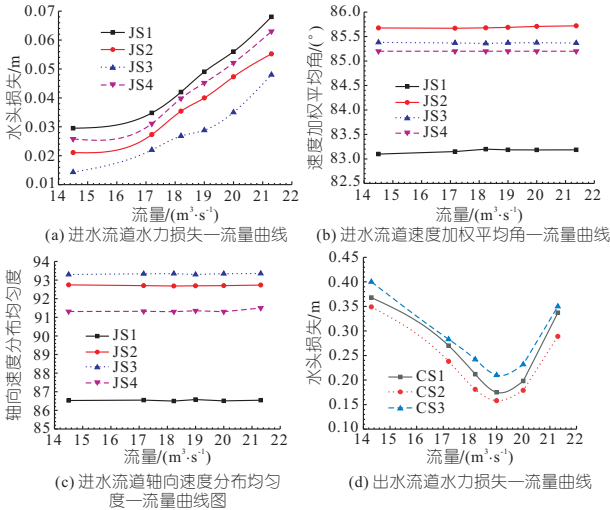 0.07
0.06
0.05
0.04
0.03
0.02
0.01
水头损失/m
JS1
JS2
JS3
JS4
14 15 16 17 18 19 20 21 22
流量/(m³·s⁻¹)
(a) 进水流道水力损失—流量曲线
86.0
85.5
85.0
84.5
84.0
83.5
83.0
82.5
速度加权平均角/(°)
JS1
JS2
JS3
JS4
14 15 16 17 18 19 20 21 22
流量/(m³·s⁻¹)
(b) 进水流道速度加权平均角—流量曲线
94
93
92
91
90
89
88
87
86
85
轴向速度分布均匀度
JS1
JS2
JS3
JS4
14 15 16 17 18 19 20 21 22
流量/(m³·s⁻¹)
(c) 进水流道轴向速度分布均匀
度—流量曲线图
0.45
0.40
0.35
0.30
0.25
0.20
0.15
0.10
水头损失/m
CS1
CS2
CS3
14 15 16 17 18 19 20 21 22
流量/(m³·s⁻¹)
(d) 出水流道水力损失—流量曲线